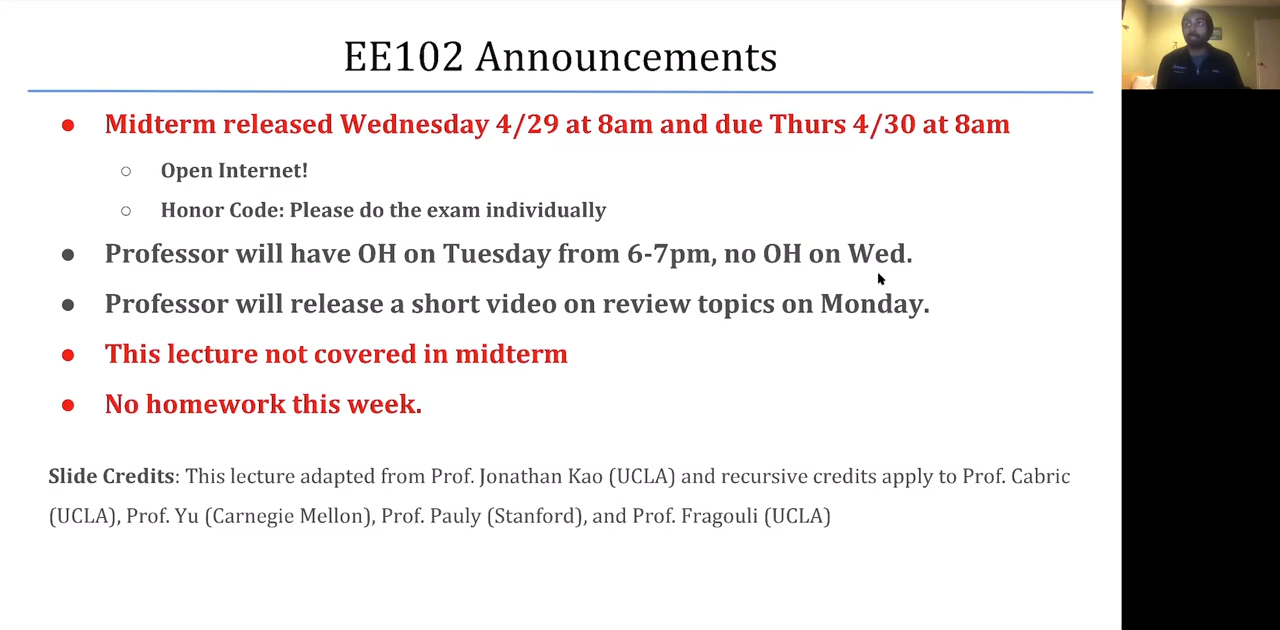 EE102 Announcements
● Midterm released Wednesday 4/29 at 8am and due Thurs 4/30 at 8am
○ Open Internet!
○ Honor Code: Please do the exam individually
● Professor will have OH on Tuesday from 6-7pm, no OH on Wed.
● Professor will release a short video on review topics on Monday.
● This lecture not covered in midterm
● No homework this week.
Slide Credits: This lecture adapted from Prof. Jonathan Kao (UCLA) and recursive credits apply to Prof. Cabric
(UCLA), Prof. Yu (Carnegie Mellon), Prof. Pauly (Stanford), and Prof. Fragouli (UCLA)